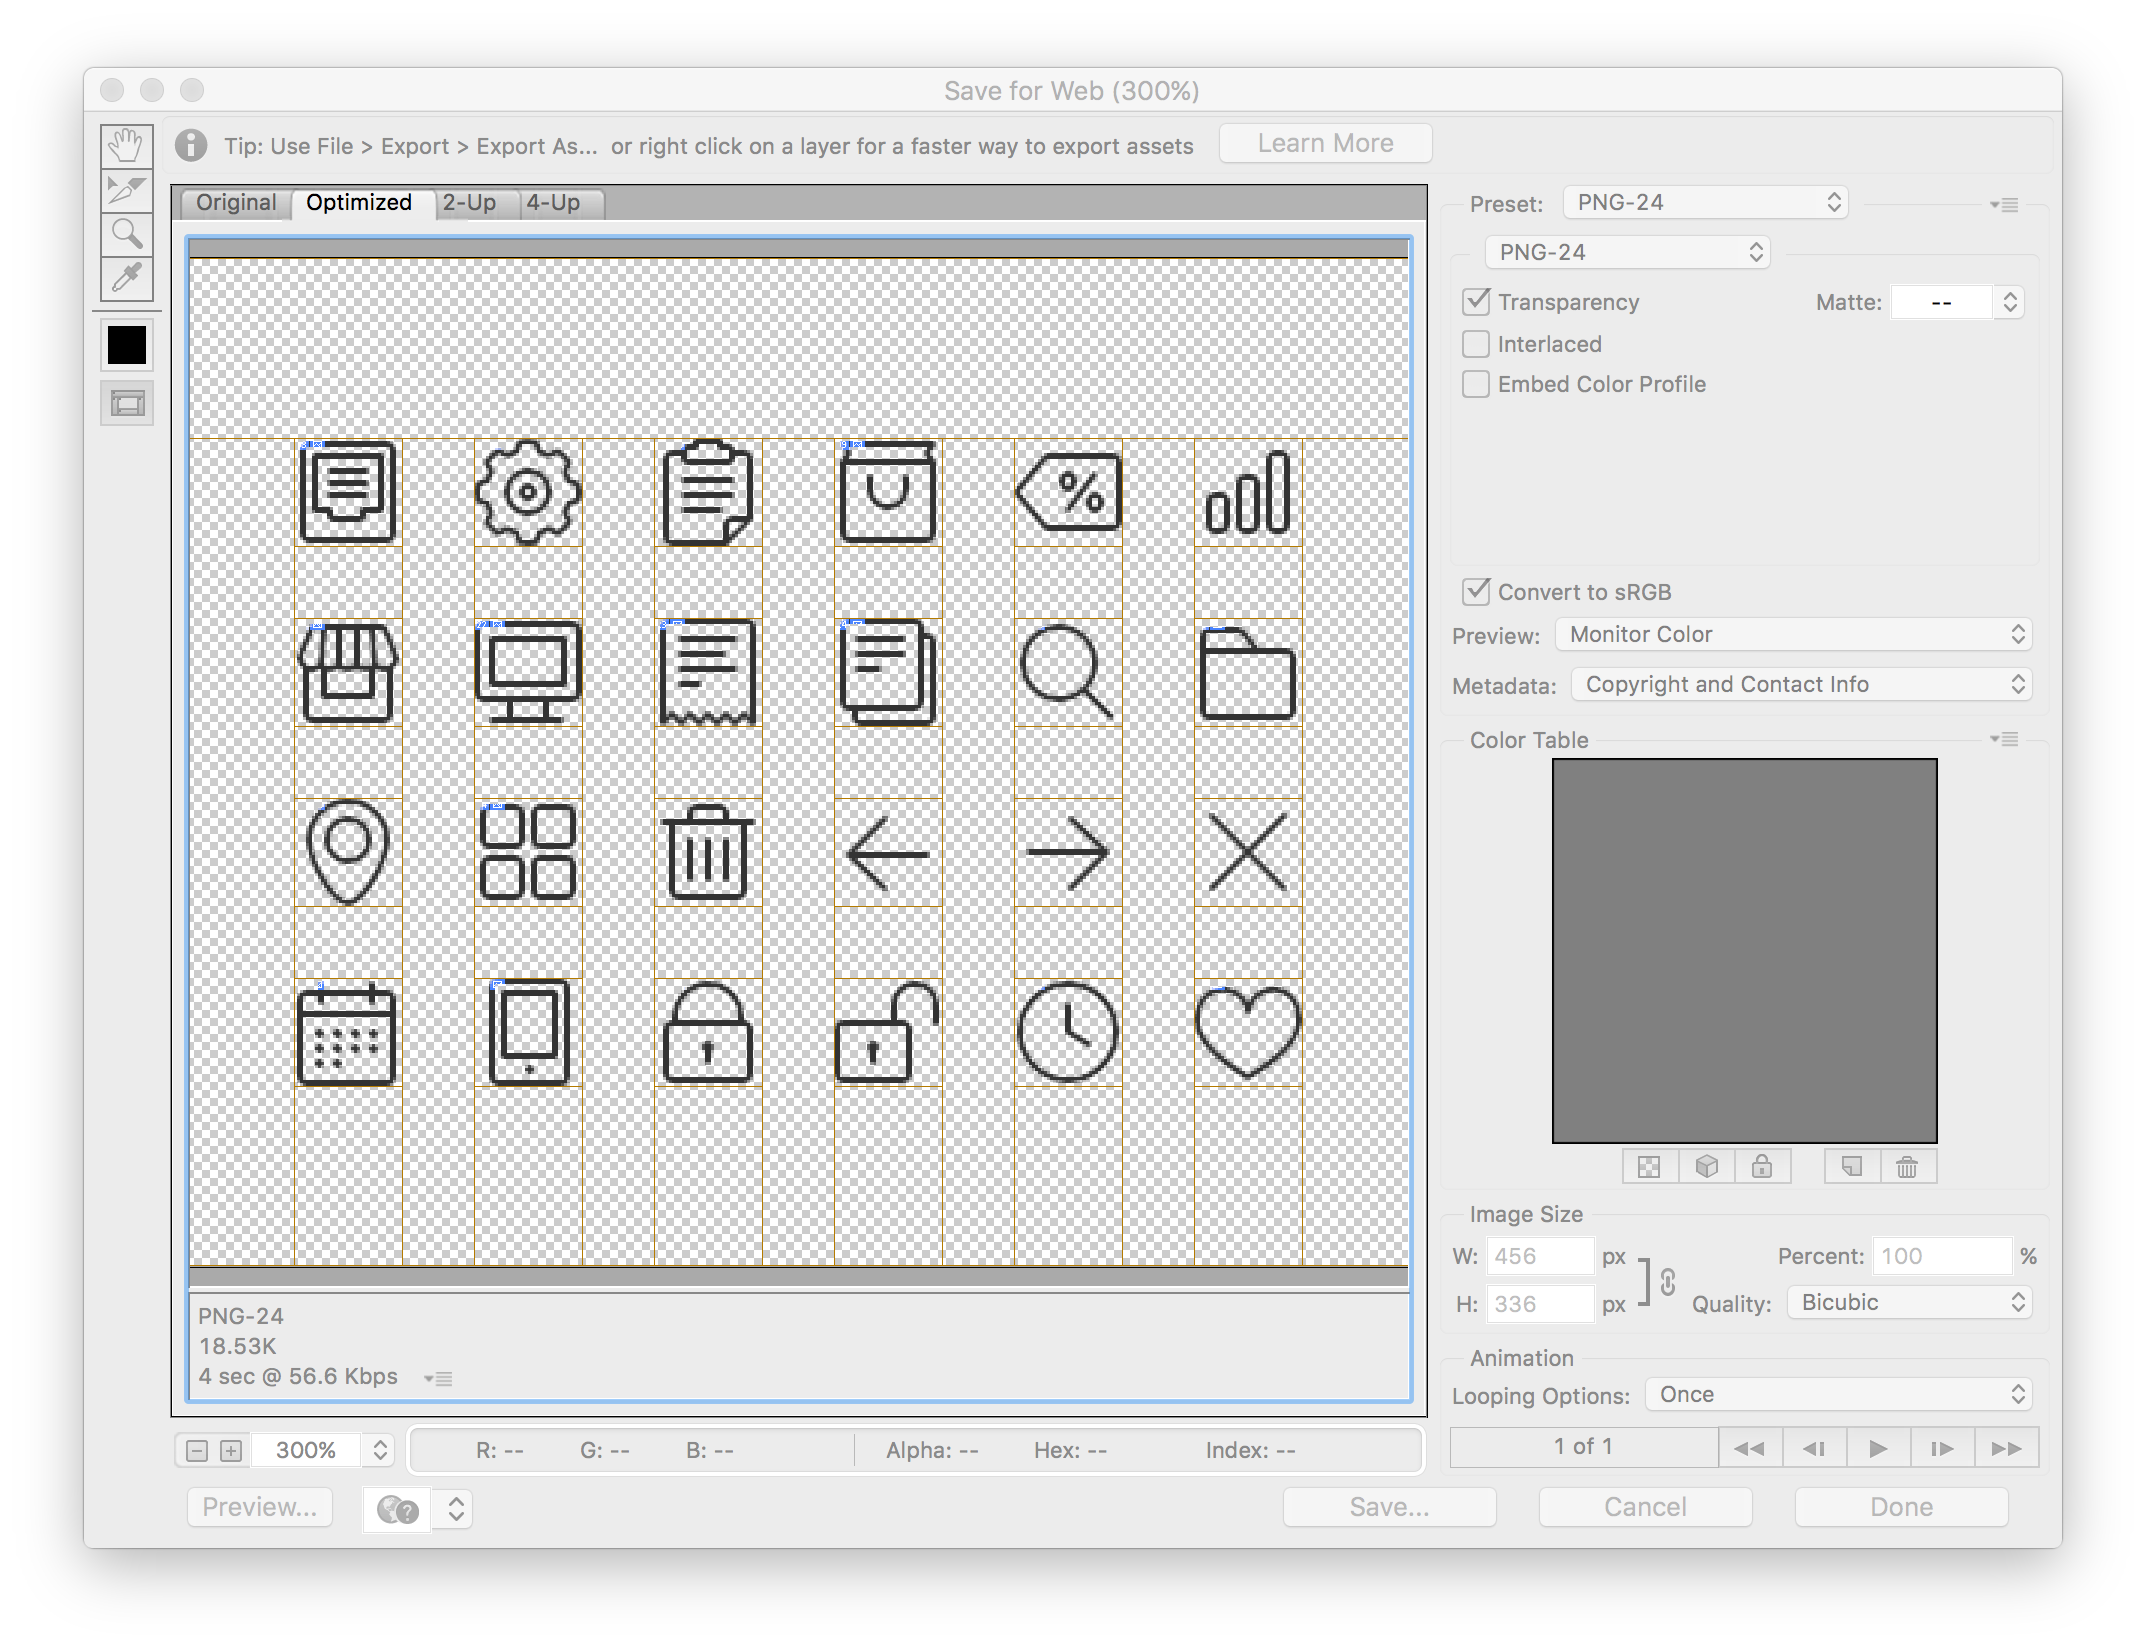 Save for Web (300%)
Tip: Use File > Export > Export As... or right click on a layer for a faster way to export assets
Learn More
Original
Optimized
2-Up
4-Up
%
PNG-24
18.53K
4 sec @ 56.6 Kbps
300%
R: --
G: --
B: --
Alpha: --
Hex: --
Index: --
Preview...
?
Save...
Cancel
Done
Preset: PNG-24
PNG-24
Transparency
Matte: --
Interlaced
Embed Color Profile
Convert to sRGB
Preview: Monitor Color
Metadata: Copyright and Contact Info
Color Table
Image Size
W: 456 px
Percent: 100 %
H: 336 px
Quality: Bicubic
Animation
Looping Options: Once
1 of 1